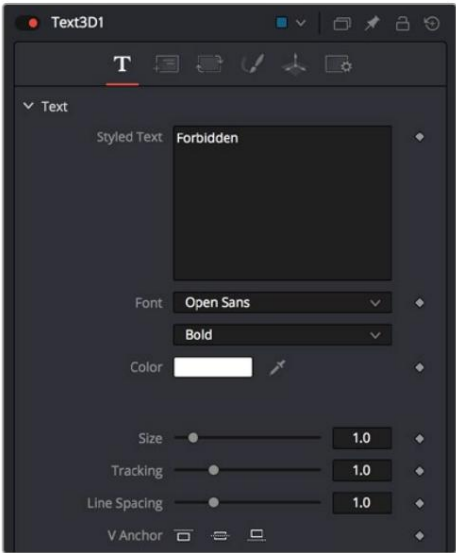 Text3D1
T
Text
Styled Text Forbidden
Font Open Sans
Bold
Color
Size 1.0
Tracking 1.0
Line Spacing 1.0
V Anchor